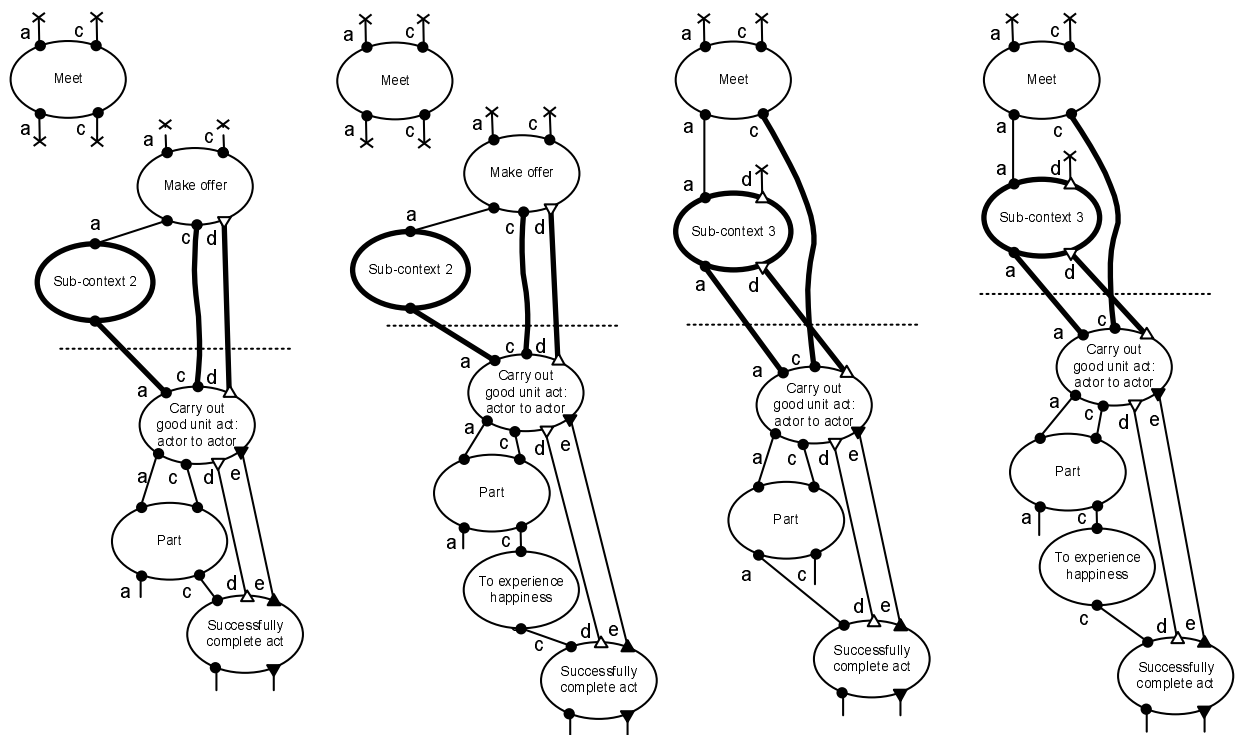 a c
Meet
a c
a c
Make offer
a c d
Sub-context 2
a c d
Carry out
good unit act:
actor to actor
a c d e
Part
a c d e
Successfully
complete act
a c
Meet
a c
a c
Make offer
a c d
Sub-context 2
a c d
Carry out
good unit act:
actor to actor
a c d e
Part
a c
To experience
happiness
c d e
Successfully
complete act
a c
Meet
a c
a d
Sub-context 3
a d
a c
Carry out
good unit act:
actor to actor
a c d e
Part
a c
d e
Successfully
complete act
a c
Meet
a c
a d
Sub-context 3
a d
a c
Carry out
good unit act:
actor to actor
a c d e
Part
a c
To experience
happiness
c d e
Successfully
complete act